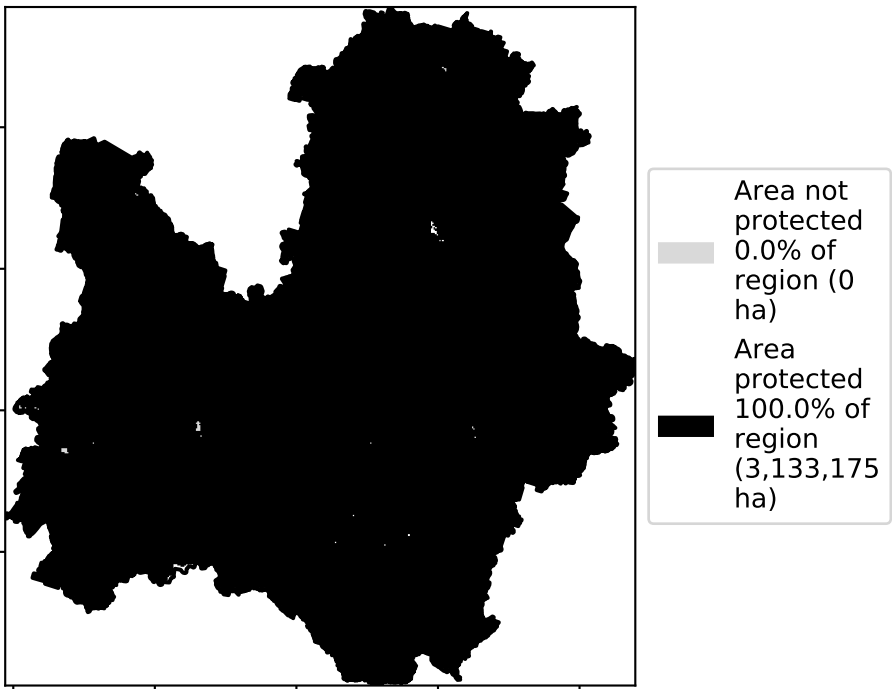 Area not
protected
0.0% of
region (0
ha)
Area
protected
100.0% of
region
(3,133,175
ha)